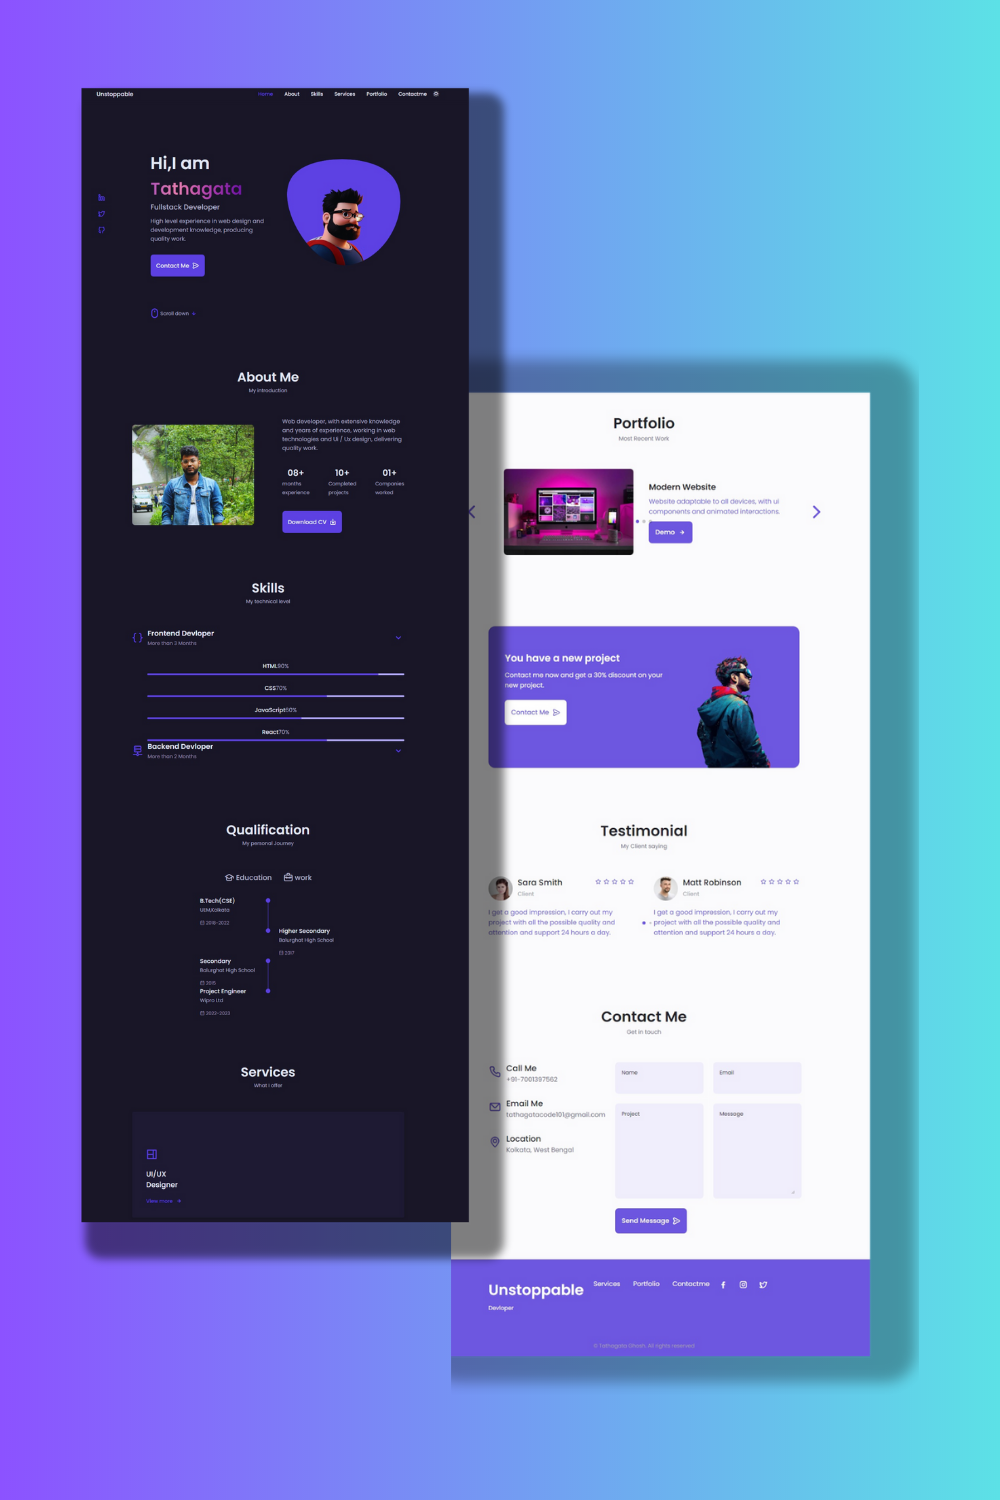 Unstoppable
Home About Skills Services Portfolio Contactme
Hi,I am
Tathagata
Fullstack Developer
High level experience in web design and
development knowledge, producing
quality work.
Contact Me
Scroll down
About Me
My introduction
Web developer, with extensive knowledge
and years of experience, working in web
technologies and UI / Ux design, delivering
quality work.
08+ 10+ 01+
months Completed Companies
experience projects worked
Download CV
Skills
My technical level
Frontend Devloper
More than 3 Months
HTML90%
CSS70%
JavaScript60%
React70%
Backend Devloper
More than 2 Months
Qualification
My personal Journey
Education work
B.Tech(CSE)
UEM,Kolkata
2018-2022
Higher Secondary
Balurghat High School
2017
Secondary
Balurghat High School
2015
Project Engineer
Wipro Ltd
2022-2023
Services
What I offer
UI/UX
Designer
View more
Portfolio
Most Recent Work
Modern Website
Website adaptable to all devices, with ui
components and animated interactions.
Demo
You have a new project
Contact me now and get a 30% discount on your
new project.
Contact Me
Testimonial
My Client saying
Sara Smith
Client
I get a good impression, I carry out my
project with all the possible quality and
attention and support 24 hours a day.
Matt Robinson
Client
I get a good impression, I carry out my
project with all the possible quality and
attention and support 24 hours a day.
Contact Me
Get in touch
Call Me
+91-7001397562
Email Me
tathagatacode101@gmail.com
Location
Kolkata, West Bengal
Name Email
Project Message
Send Message
Unstoppable
Devloper
Services Portfolio Contactme
© Tathagata Ghosh. All rights reserved